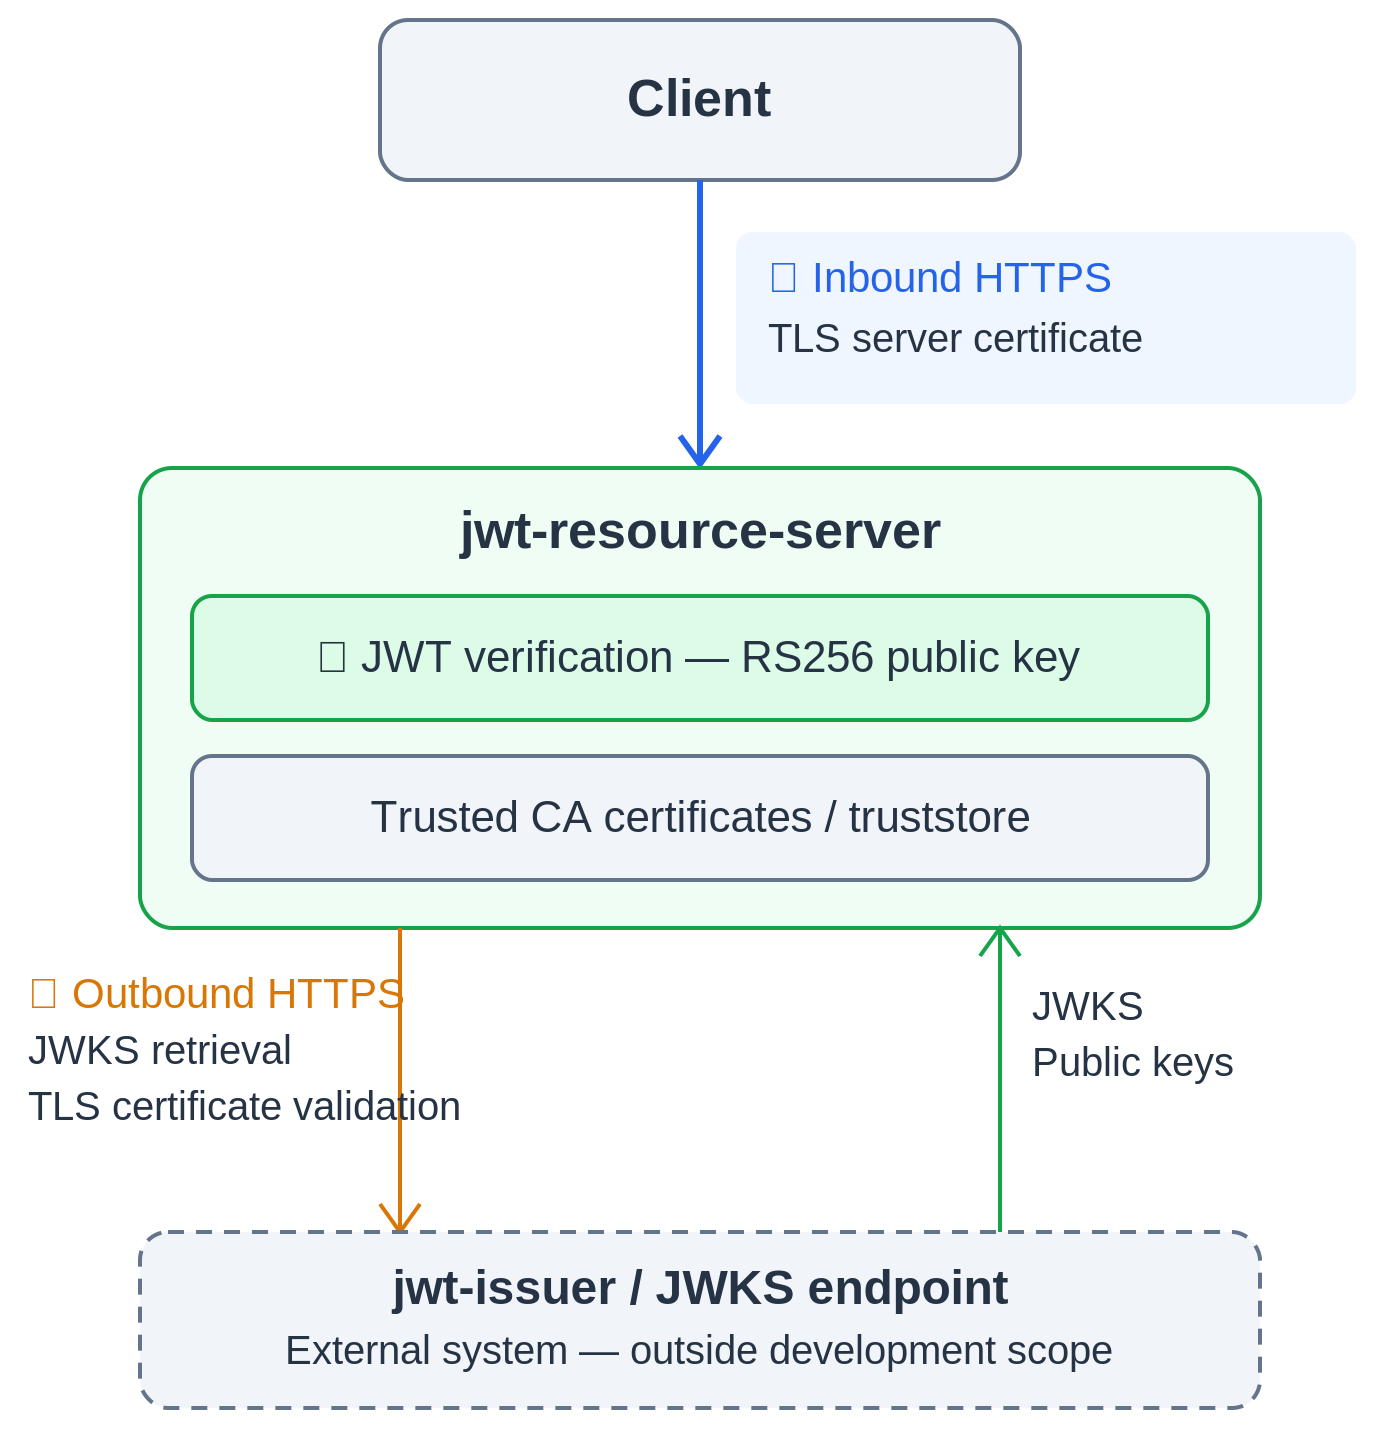 Client
Inbound HTTPS
TLS server certificate
jwt-resource-server
JWT verification — RS256 public key
Trusted CA certificates / truststore
Outbound HTTPS
JWKS retrieval
TLS certificate validation
JWKS
Public keys
jwt-issuer / JWKS endpoint
External system — outside development scope